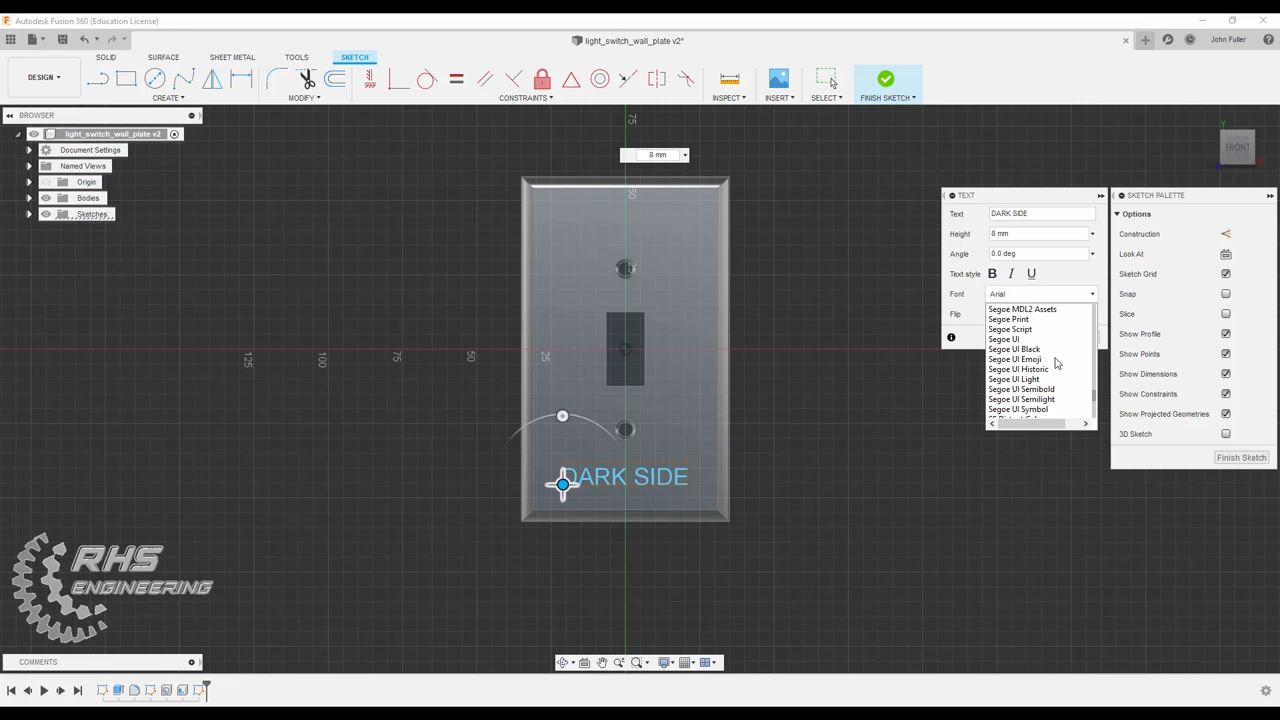 Autodesk Fusion 360 (Education License)
light_switch_wall_plate v2*
John Fuller
SOLID
SURFACE
SHEET METAL
TOOLS
SKETCH
DESIGN
CREATE
MODIFY
CONSTRAINTS
INSPECT
INSERT
SELECT
FINISH SKETCH
BROWSER
light_switch_wall_plate v2
Document Settings
Named Views
Origin
Bodies
Sketches
75
8 mm
50
125
100
75
50
25
DARK SIDE
FRONT
TEXT
Text DARK SIDE
Height 8 mm
Angle 0.0 deg
Text style B I U
Font Arial
Flip
Segoe MDL2 Assets
Segoe Print
Segoe Script
Segoe UI
Segoe UI Black
Segoe UI Emoji
Segoe UI Historic
Segoe UI Light
Segoe UI Semibold
Segoe UI Semilight
Segoe UI Symbol
SKETCH PALETTE
Options
Construction
Look At
Sketch Grid
Snap
Slice
Show Profile
Show Points
Show Dimensions
Show Constraints
Show Projected Geometries
3D Sketch
Finish Sketch
RHS
ENGINEERING
COMMENTS